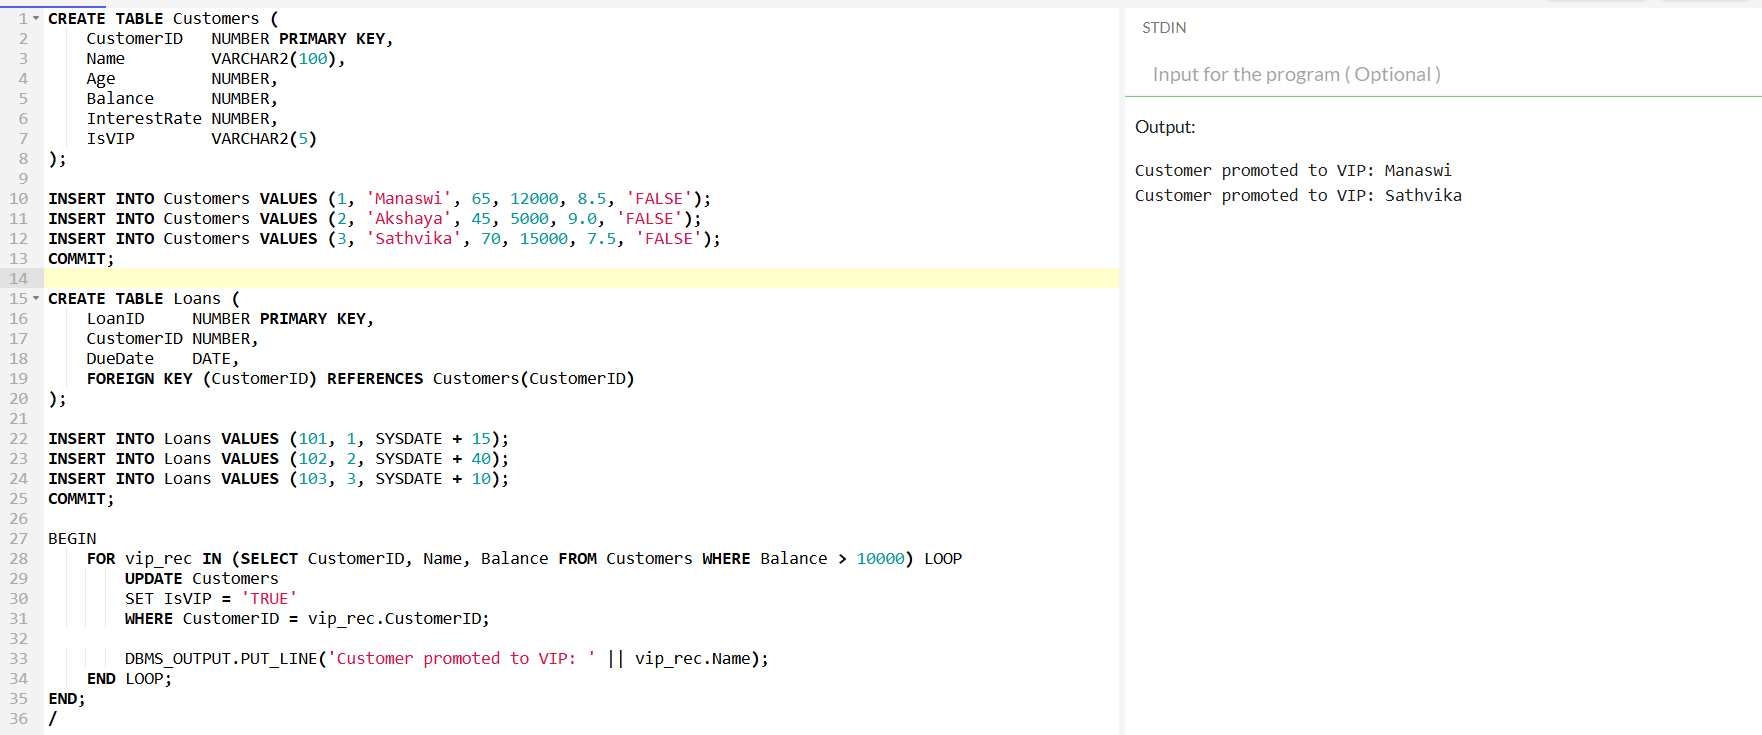 1 CREATE TABLE Customers (
2     CustomerID   NUMBER PRIMARY KEY,
3     Name         VARCHAR2(100),
4     Age          NUMBER,
5     Balance      NUMBER,
6     InterestRate NUMBER,
7     IsVIP        VARCHAR2(5)
8 );
9
10 INSERT INTO Customers VALUES (1, 'Manaswi', 65, 12000, 8.5, 'FALSE');
11 INSERT INTO Customers VALUES (2, 'Akshaya', 45, 5000, 9.0, 'FALSE');
12 INSERT INTO Customers VALUES (3, 'Sathvika', 70, 15000, 7.5, 'FALSE');
13 COMMIT;
14
15 CREATE TABLE Loans (
16     LoanID     NUMBER PRIMARY KEY,
17     CustomerID NUMBER,
18     DueDate    DATE,
19     FOREIGN KEY (CustomerID) REFERENCES Customers(CustomerID)
20 );
21
22 INSERT INTO Loans VALUES (101, 1, SYSDATE + 15);
23 INSERT INTO Loans VALUES (102, 2, SYSDATE + 40);
24 INSERT INTO Loans VALUES (103, 3, SYSDATE + 10);
25 COMMIT;
26
27 BEGIN
28     FOR vip_rec IN (SELECT CustomerID, Name, Balance FROM Customers WHERE Balance > 10000) LOOP
29         UPDATE Customers
30         SET IsVIP = 'TRUE'
31         WHERE CustomerID = vip_rec.CustomerID;
32
33         DBMS_OUTPUT.PUT_LINE('Customer promoted to VIP: ' || vip_rec.Name);
34     END LOOP;
35 END;
36 /
STDIN
Input for the program ( Optional )
Output:
Customer promoted to VIP: Manaswi
Customer promoted to VIP: Sathvika